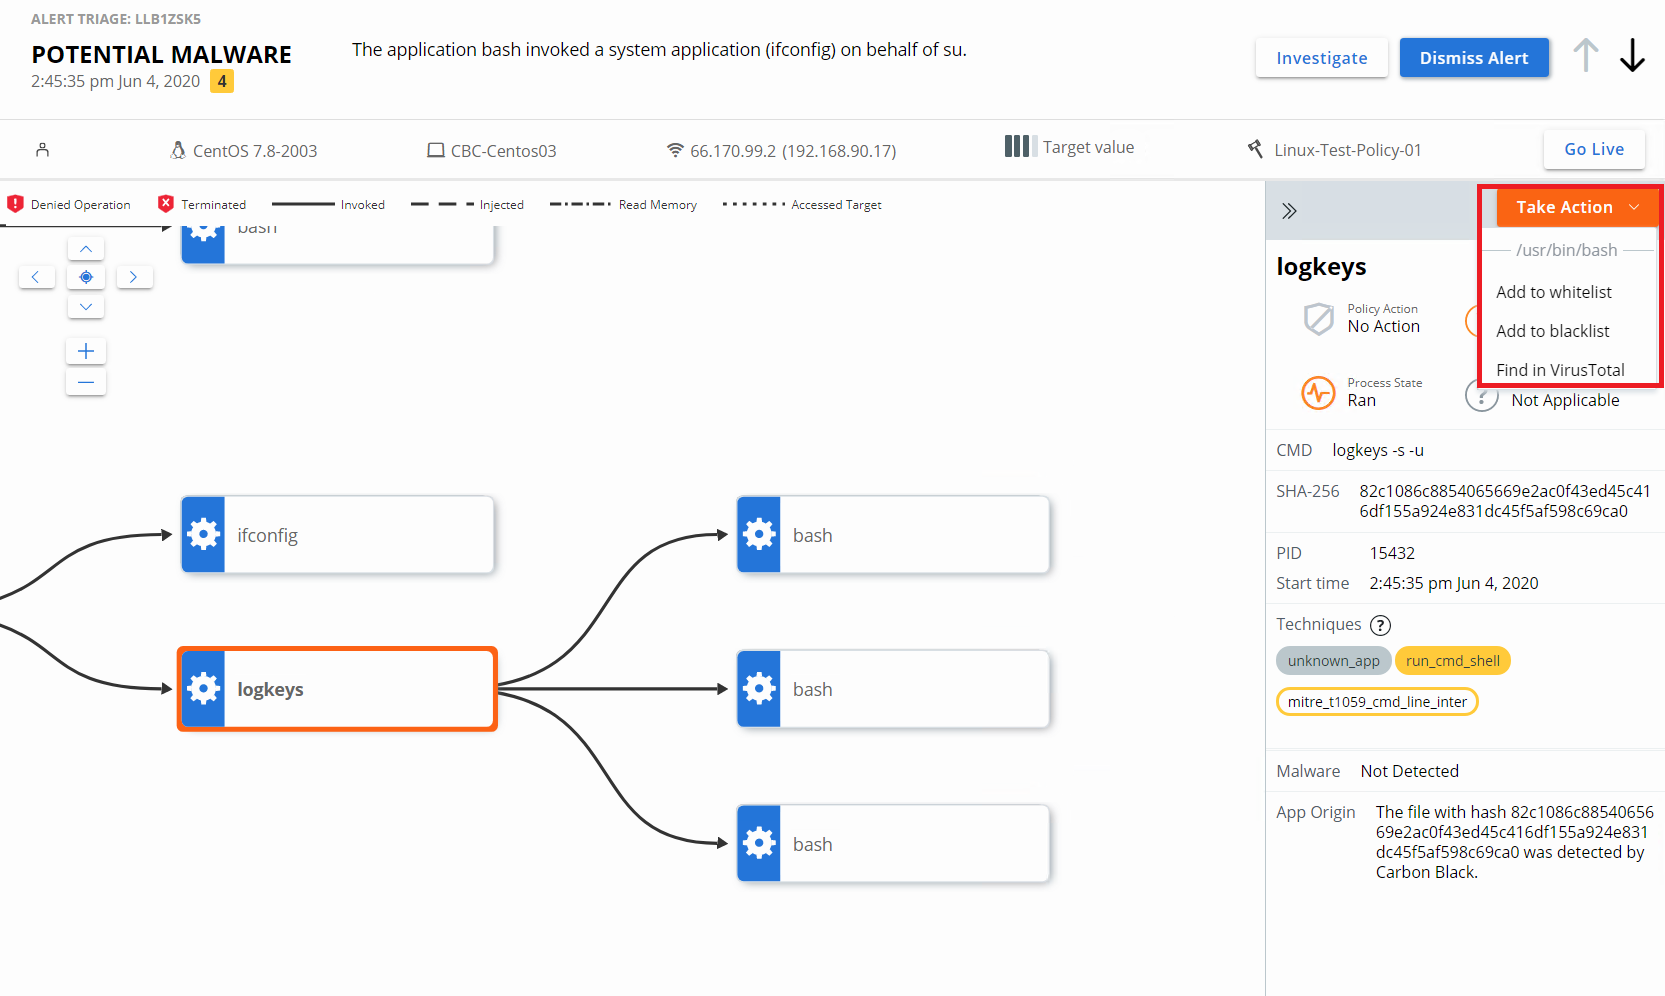 ALERT TRIAGE: LLB1ZSK5
POTENTIAL MALWARE
2:45:35 pm Jun 4, 2020 4
The application bash invoked a system application (ifconfig) on behalf of su.
Investigate
Dismiss Alert
CentOS 7.8-2003
CBC-Centos03
66.170.99.2 (192.168.90.17)
Target value
Linux-Test-Policy-01
Go Live
Denied Operation
Terminated
Invoked
Injected
Read Memory
Accessed Target
bash
ifconfig
logkeys
bash
bash
bash
Take Action
/usr/bin/bash
Add to whitelist
Add to blacklist
Find in VirusTotal
logkeys
Policy Action
No Action
Process State
Ran
Not Applicable
CMD logkeys -s -u
SHA-256 82c1086c8854065669e2ac0f43ed45c41
6df155a924e831dc45f5af598c69ca0
PID 15432
Start time 2:45:35 pm Jun 4, 2020
Techniques ?
unknown_app run_cmd_shell
mitre_t1059_cmd_line_inter
Malware Not Detected
App Origin The file with hash 82c1086c88540656
69e2ac0f43ed45c416df155a924e831
dc45f5af598c69ca0 was detected by
Carbon Black.